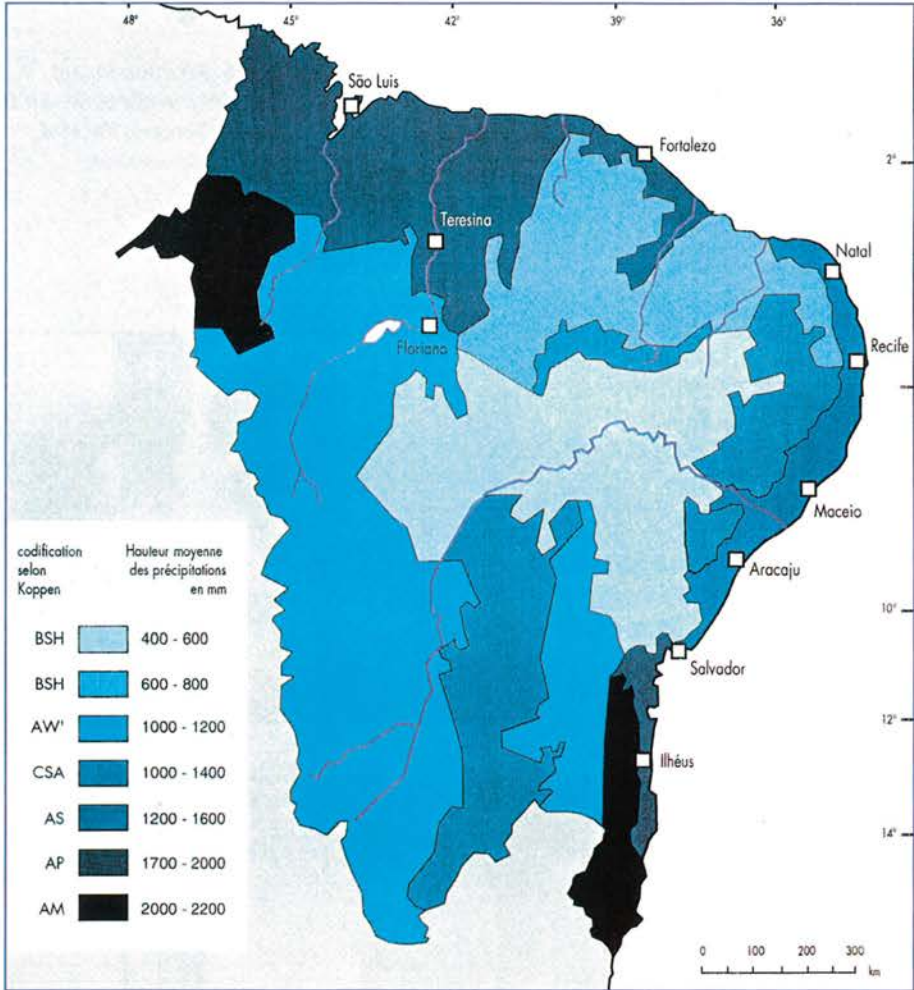 48° 45° 42 39° 36°
São Luis
Fortaleza
2°
Teresina
Natal
Floriano
Recife
Maceio
Aracaju
10°
Salvador
12°
Ilhéus
14°
codification selon Koppen
Hauteur moyenne des précipitations en mm
BSH 400 - 600
BSH 600 - 800
AW' 1000 - 1200
CSA 1000 - 1400
AS 1200 - 1600
AP 1700 - 2000
AM 2000 - 2200
0 100 200 300
km